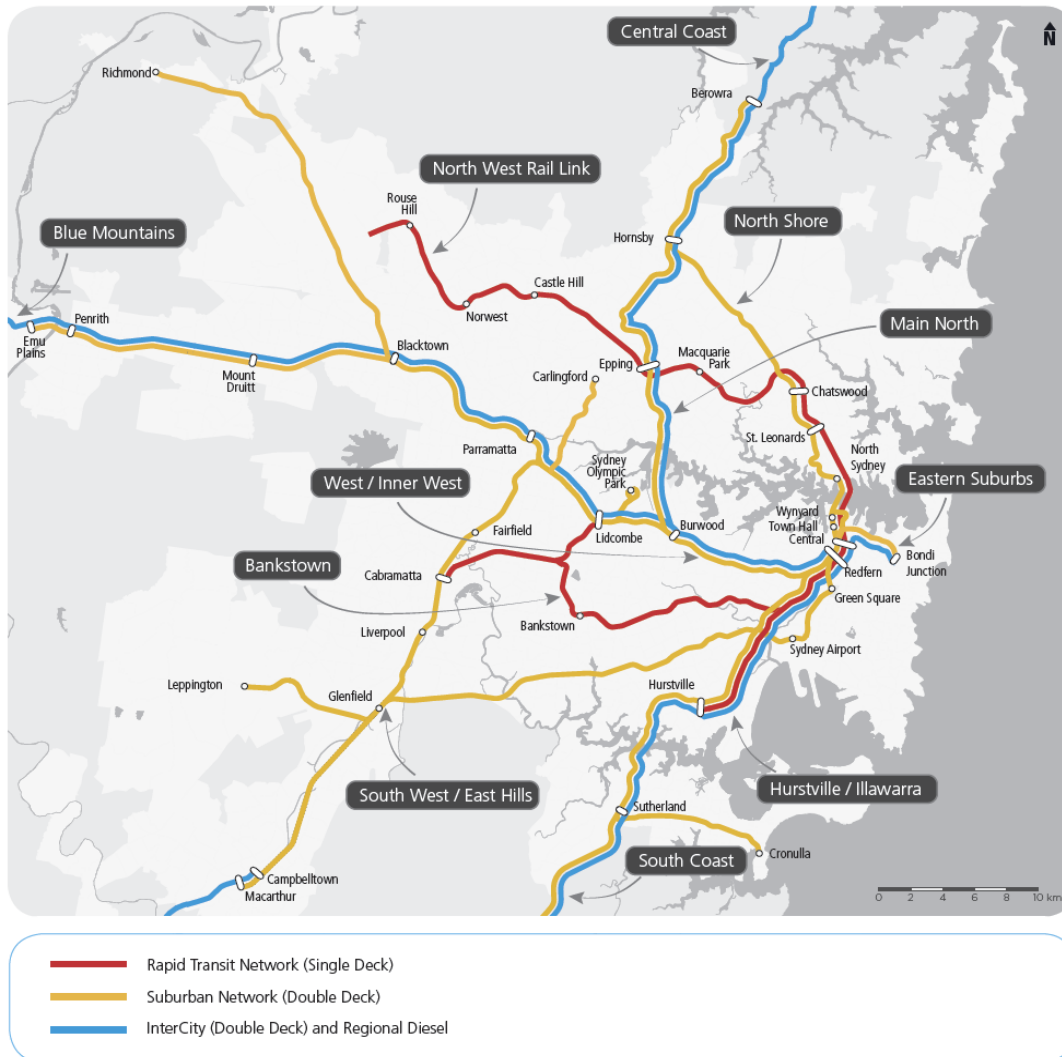 Central Coast
N
Richmond
Berowra
North West Rail Link
Rouse
Hill
North Shore
Blue Mountains
Hornsby
Castle Hill
Norwest
Main North
Penrith
Emu
Plains
Blacktown
Mount
Druitt
Epping
Macquarie
Park
Carlingford
Chatswood
Parramatta
St. Leonards
North
Sydney
Sydney
Olympic
Park
West / Inner West
Eastern Suburbs
Wynyard
Town Hall
Central
Burwood
Lidcombe
Fairfield
Bondi
Junction
Redfern
Bankstown
Cabramatta
Green Square
Bankstown
Liverpool
Sydney Airport
Leppington
Glenfield
Hurstville
South West / East Hills
Hurstville / Illawarra
Sutherland
South Coast
Cronulla
Campbelltown
Macarthur
0 2 4 6 8 10 km
Rapid Transit Network (Single Deck)
Suburban Network (Double Deck)
InterCity (Double Deck) and Regional Diesel